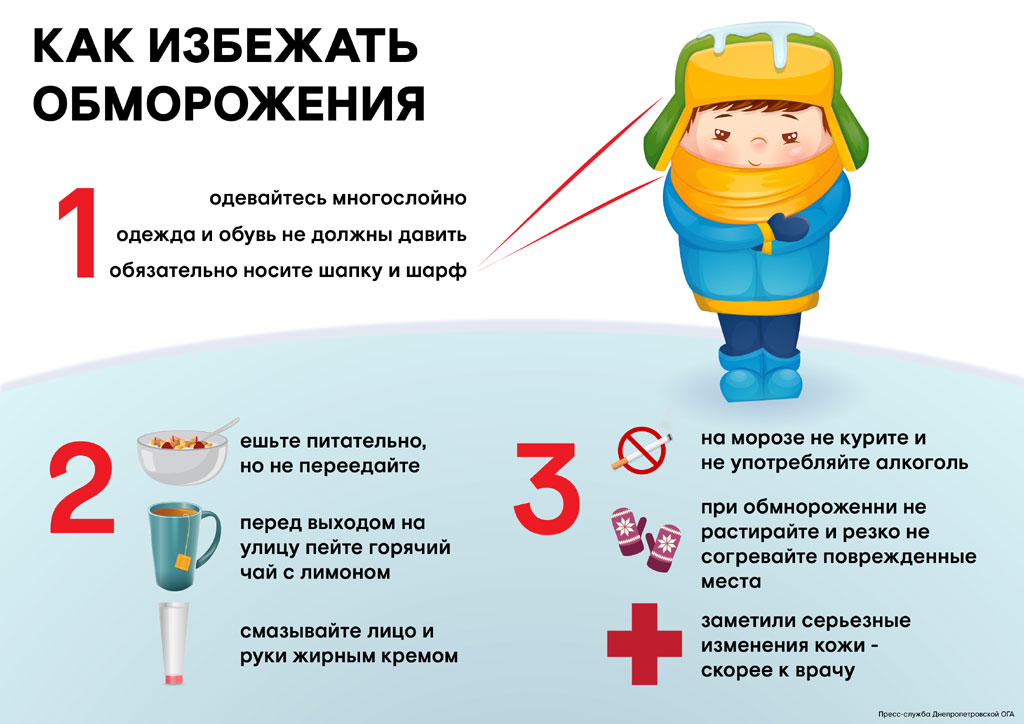 КАК ИЗБЕЖАТЬ
ОБМОРОЖЕНИЯ
1
одевайтесь многослойно
одежда и обувь не должны давить
обязательно носите шапку и шарф
2
ешьте питательно,
но не переедайте
перед выходом на
улицу пейте горячий
чай с лимоном
смазывайте лицо и
руки жирным кремом
3
на морозе не курите и
не употребляйте алкоголь
при обмнороженни не
растирайте и резко не
согревайте поврежденные
места
заметили серьезные
изменения кожи -
скорее к врачу
Пресс-служба Днепропетровской ОГА